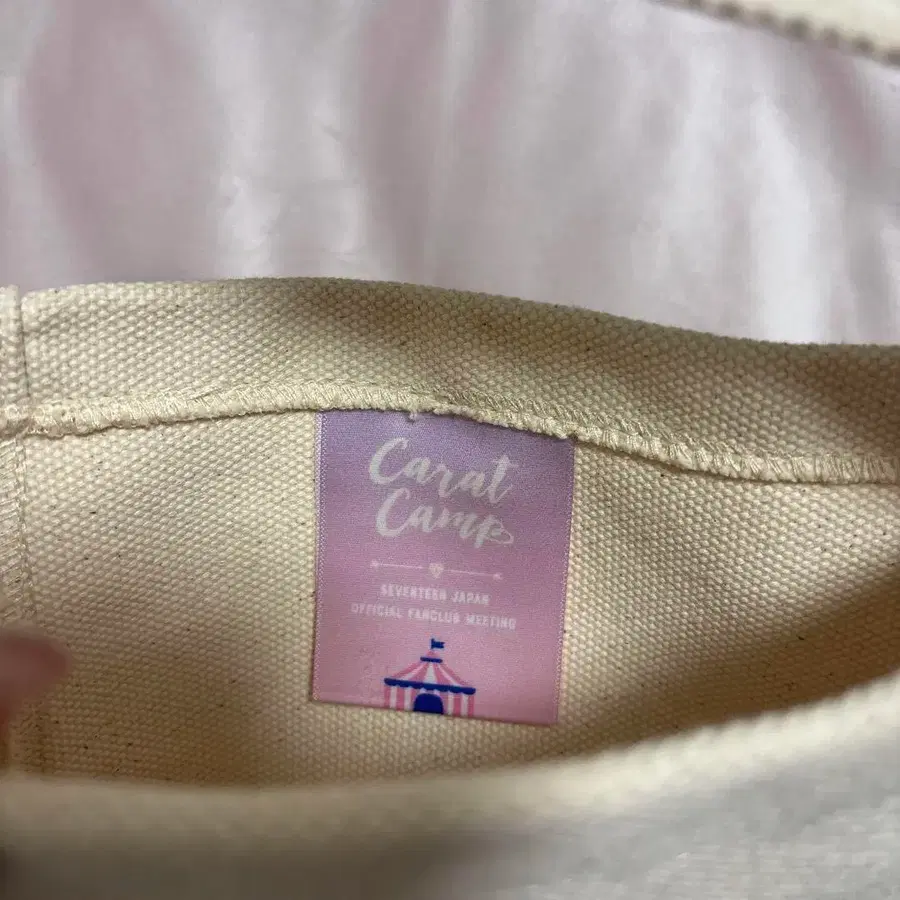 Carat
Camp
SEVENTEEN JAPAN
OFFICIAL FANCLUB MEETING